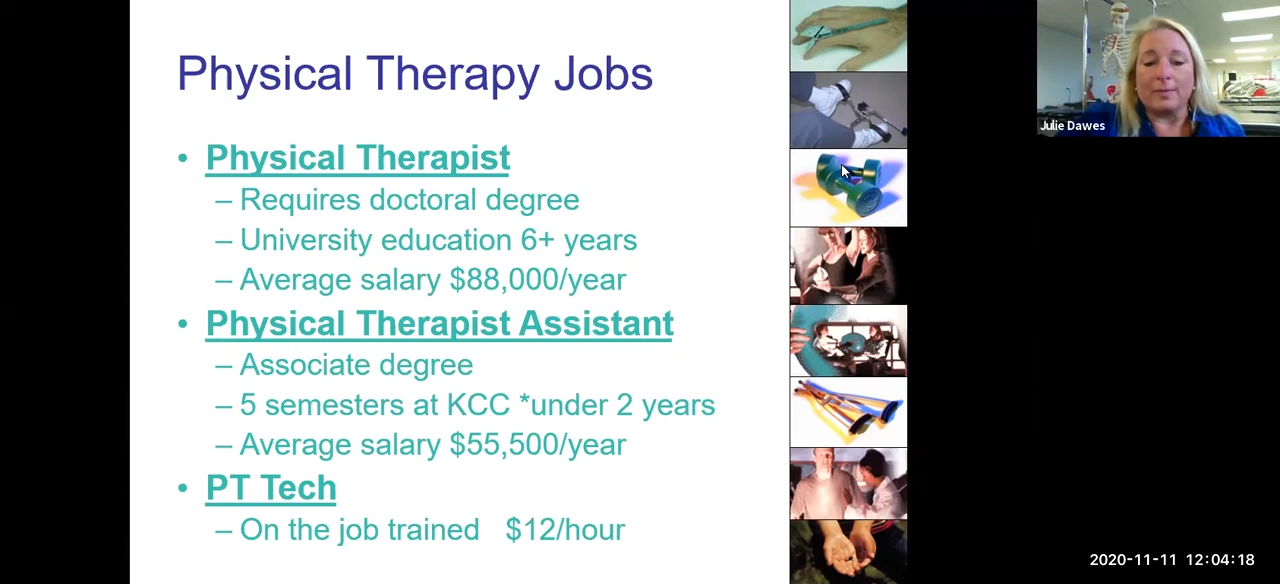 Physical Therapy Jobs
• Physical Therapist
– Requires doctoral degree
– University education 6+ years
– Average salary $88,000/year
• Physical Therapist Assistant
– Associate degree
– 5 semesters at KCC *under 2 years
– Average salary $55,500/year
• PT Tech
– On the job trained $12/hour
Julie Dawes
2020-11-11 12:04:18